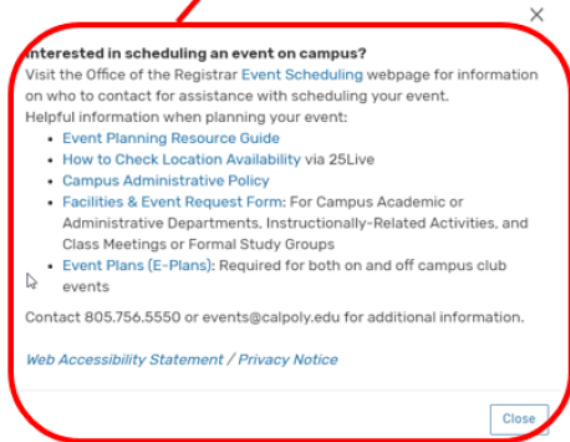 Interested in scheduling an event on campus?
Visit the Office of the Registrar Event Scheduling webpage for information
on who to contact for assistance with scheduling your event.
Helpful information when planning your event:
• Event Planning Resource Guide
• How to Check Location Availability via 25Live
• Campus Administrative Policy
• Facilities & Event Request Form: For Campus Academic or
Administrative Departments, Instructionally-Related Activities, and
Class Meetings or Formal Study Groups
• Event Plans (E-Plans): Required for both on and off campus club
events
Contact 805.756.5550 or events@calpoly.edu for additional information.
Web Accessibility Statement / Privacy Notice
Close